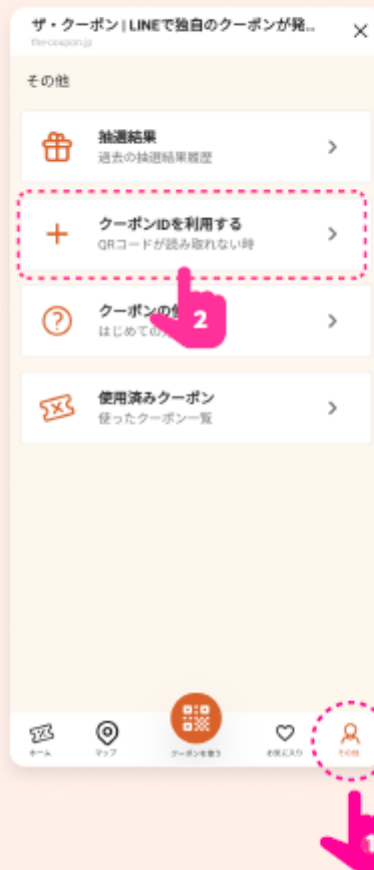 ザ・クーポン | LINEで独自のクーポンが発...
the-coupon.jp
その他
抽選結果
過去の抽選結果履歴
クーポンIDを利用する
QRコードが読み取れない時
クーポンの
2
はじめての
使用済みクーポン
使ったクーポン一覧
ホーム
マップ
クーポンを使う
お気に入り
その他
1